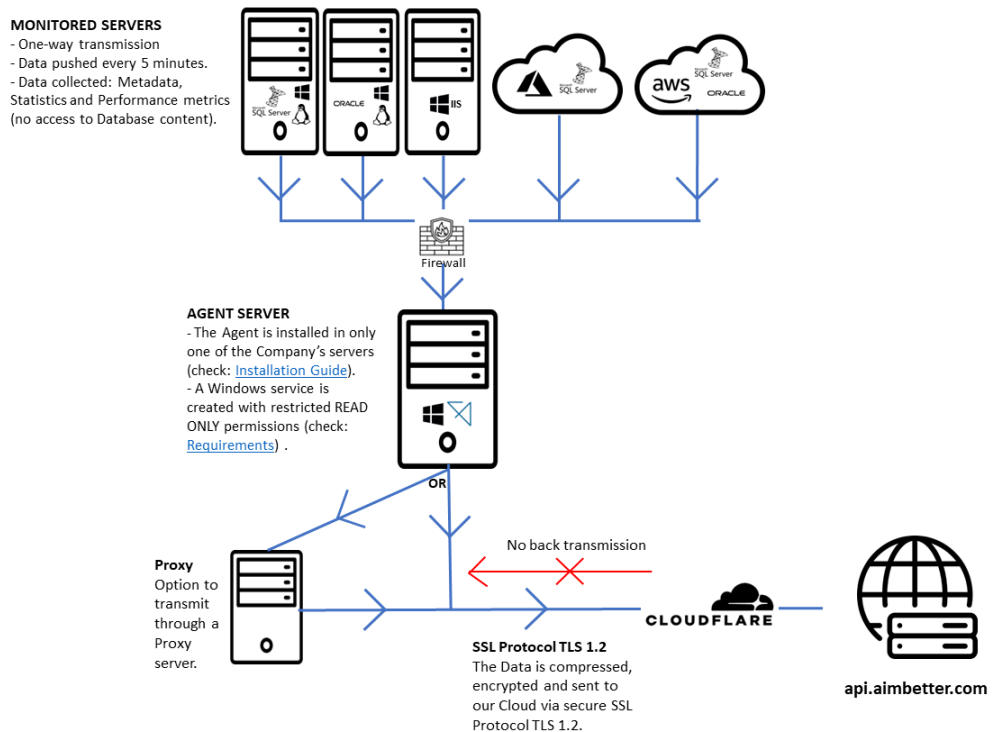 MONITORED SERVERS
- One-way transmission
- Data pushed every 5 minutes.
- Data collected: Metadata,
Statistics and Performance metrics
(no access to Database content).
Microsoft
SQL Server
ORACLE
IIS
Microsoft
SQL Server
aws
Microsoft
SQL Server
ORACLE
Firewall
AGENT SERVER
- The Agent is installed in only
one of the Company's servers
(check: Installation Guide).
- A Windows service is
created with restricted READ
ONLY permissions (check:
Requirements) .
OR
No back transmission
Proxy
Option to
transmit
through a
Proxy
server.
CLOUDFLARE
SSL Protocol TLS 1.2
The Data is compressed,
encrypted and sent to
our Cloud via secure SSL
Protocol TLS 1.2.
api.aimbetter.com